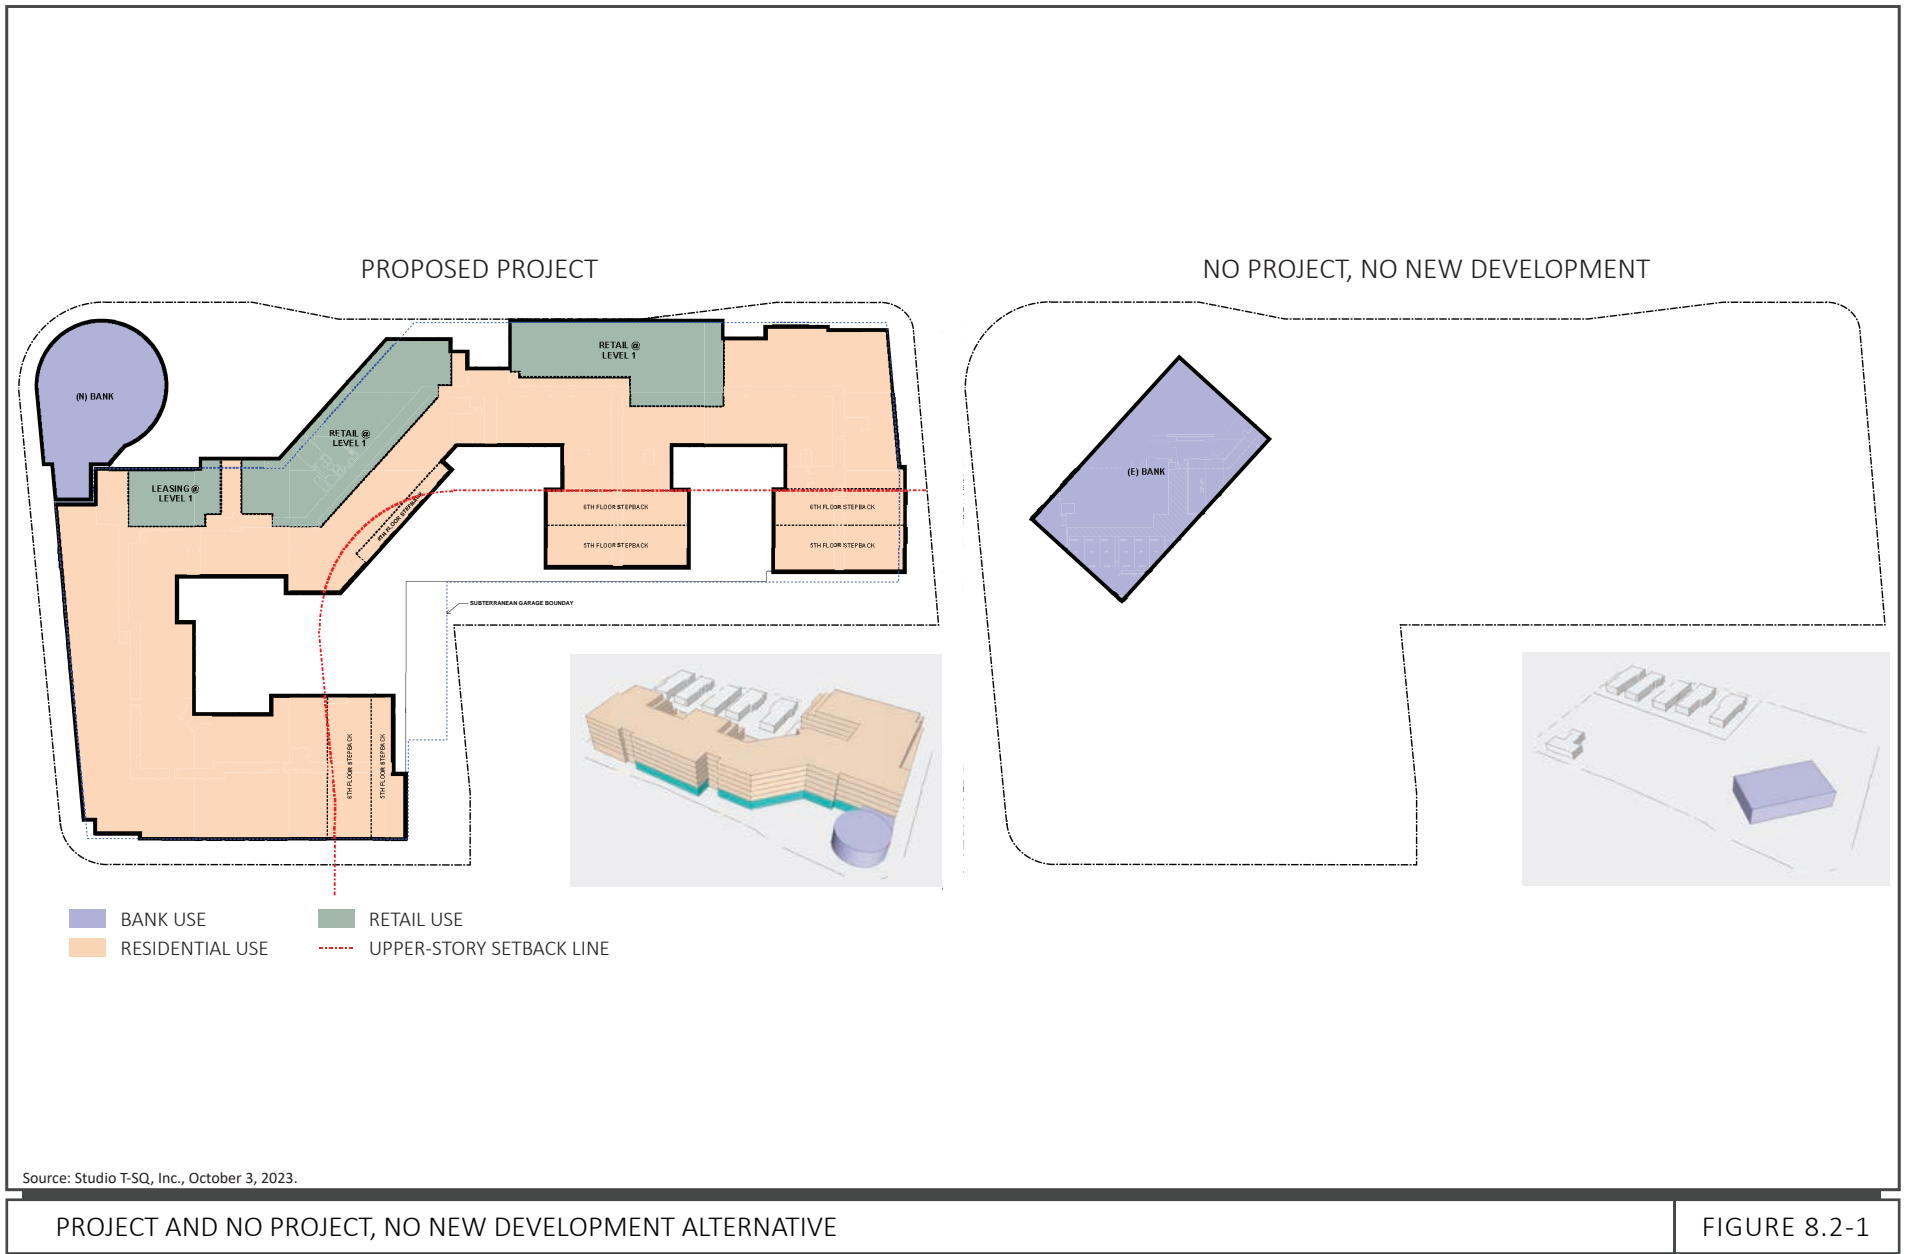 PROPOSED PROJECT
NO PROJECT, NO NEW DEVELOPMENT
(N) BANK
RETAIL @
LEVEL 1
RETAIL @
LEVEL 1
LEASING @
LEVEL 1
6TH FLOOR STEPBACK
6TH FLOOR STEPBACK
5TH FLOOR STEPBACK
6TH FLOOR STEPBACK
5TH FLOOR STEPBACK
SUBTERRANEAN GARAGE BOUNDAY
6TH FLOOR STEPBACK
5TH FLOOR STEPBACK
(E) BANK
BANK USE
RESIDENTIAL USE
RETAIL USE
UPPER-STORY SETBACK LINE
Source: Studio T-SQ, Inc., October 3, 2023.
PROJECT AND NO PROJECT, NO NEW DEVELOPMENT ALTERNATIVE
FIGURE 8.2-1